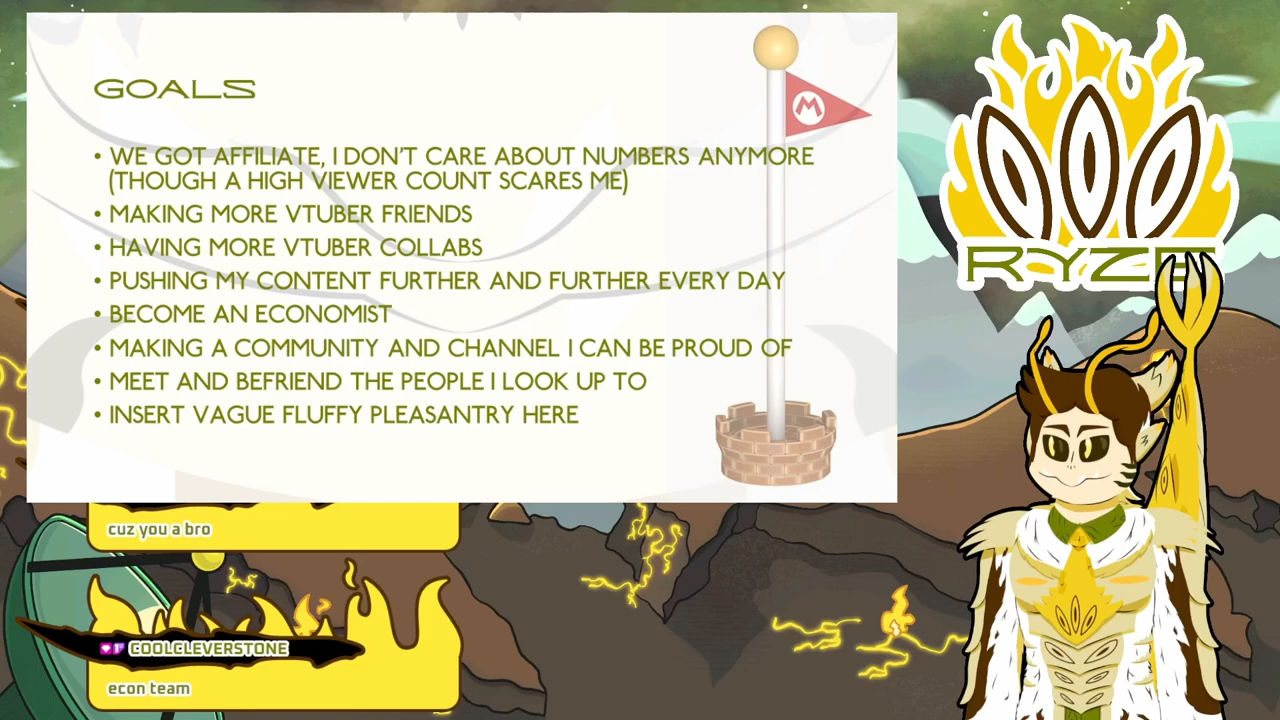 GOALS
• WE GOT AFFILIATE, I DON'T CARE ABOUT NUMBERS ANYMORE
(THOUGH A HIGH VIEWER COUNT SCARES ME)
• MAKING MORE VTUBER FRIENDS
• HAVING MORE VTUBER COLLABS
• PUSHING MY CONTENT FURTHER AND FURTHER EVERY DAY
• BECOME AN ECONOMIST
• MAKING A COMMUNITY AND CHANNEL I CAN BE PROUD OF
• MEET AND BEFRIEND THE PEOPLE I LOOK UP TO
• INSERT VAGUE FLUFFY PLEASANTRY HERE
M
RYZE
cuz you a bro
COOLCLEVERSTONE
econ team